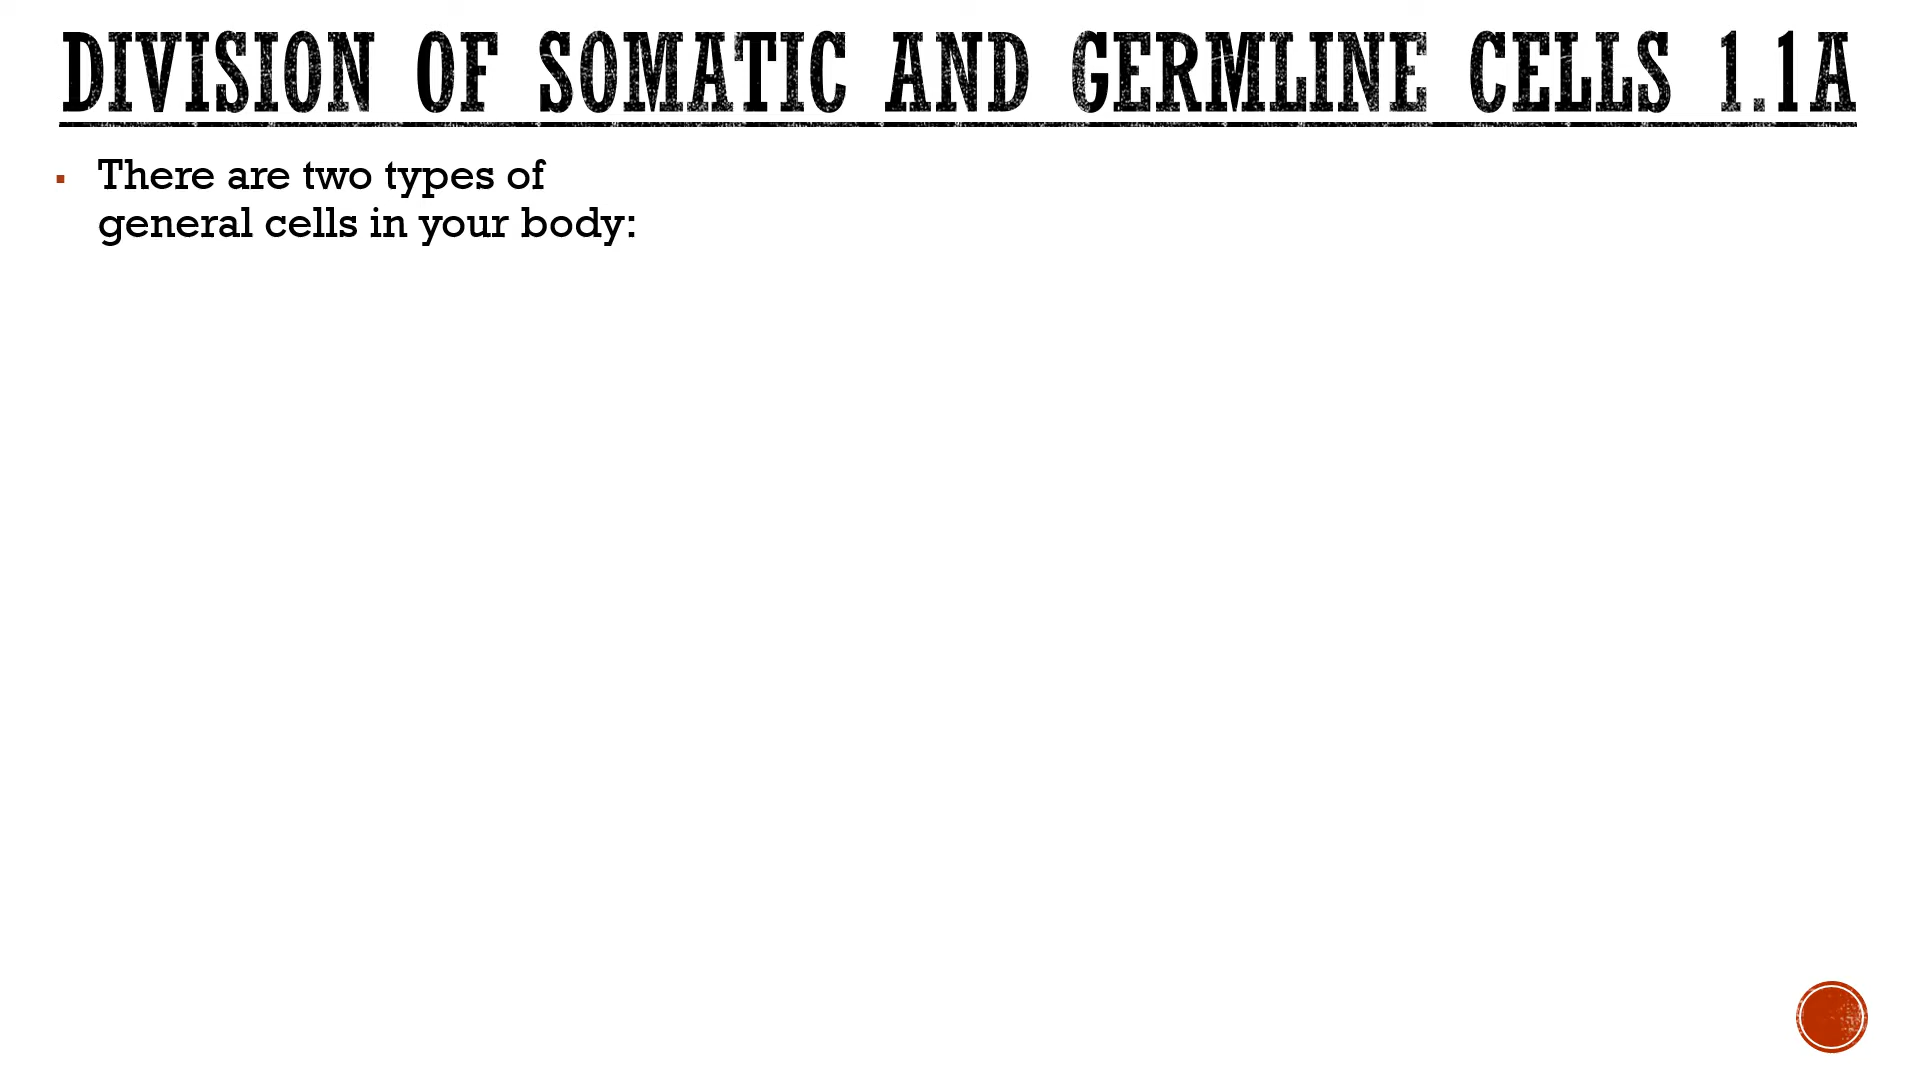 DIVISION OF SOMATIC AND GERMLINE CELLS 1.1A
▪ There are two types of
general cells in your body: